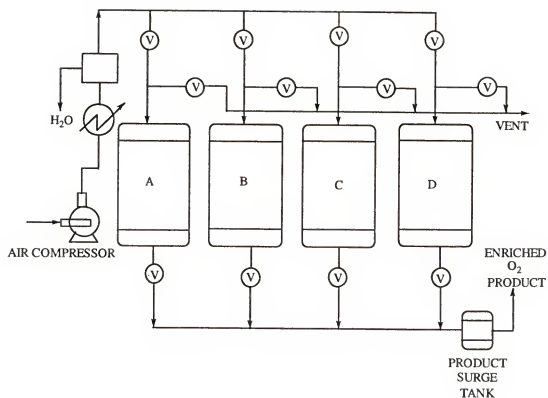 V
V
V
V
V
V
V
V
H2O
VENT
A
B
C
D
AIR COMPRESSOR
V
V
V
V
ENRICHED
O2
PRODUCT
PRODUCT
SURGE
TANK